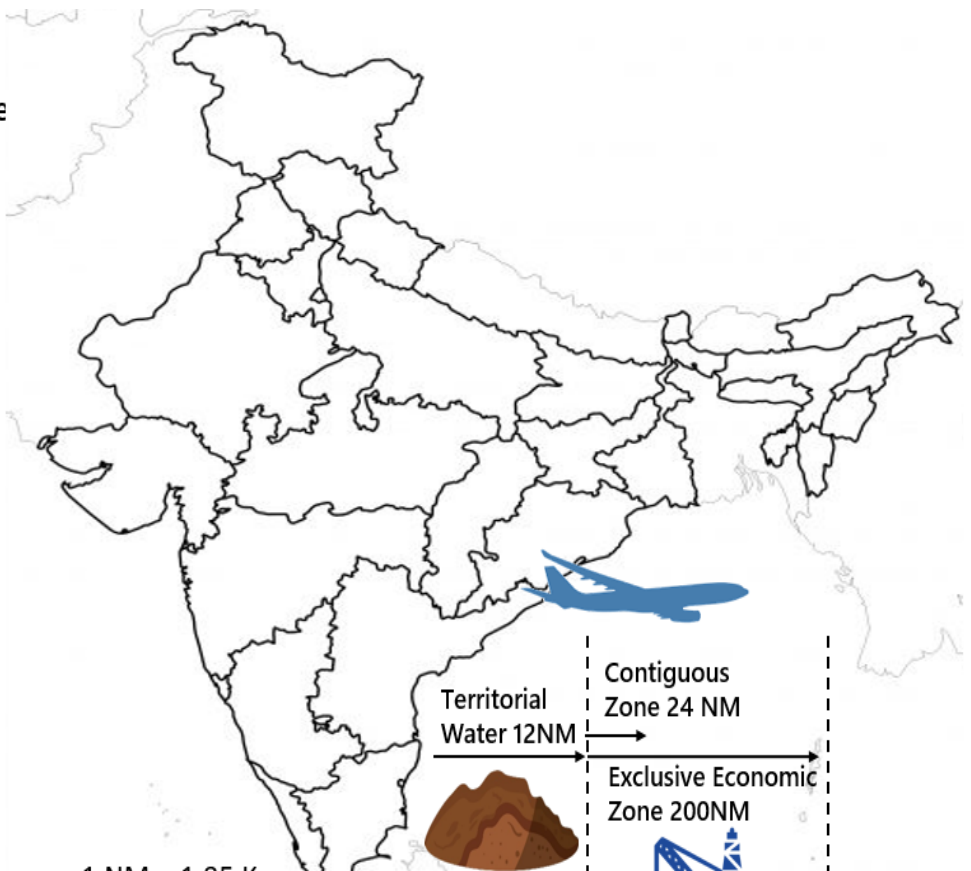 e
Contiguous
Zone 24 NM
Territorial
Water 12NM
Exclusive Economic
Zone 200NM